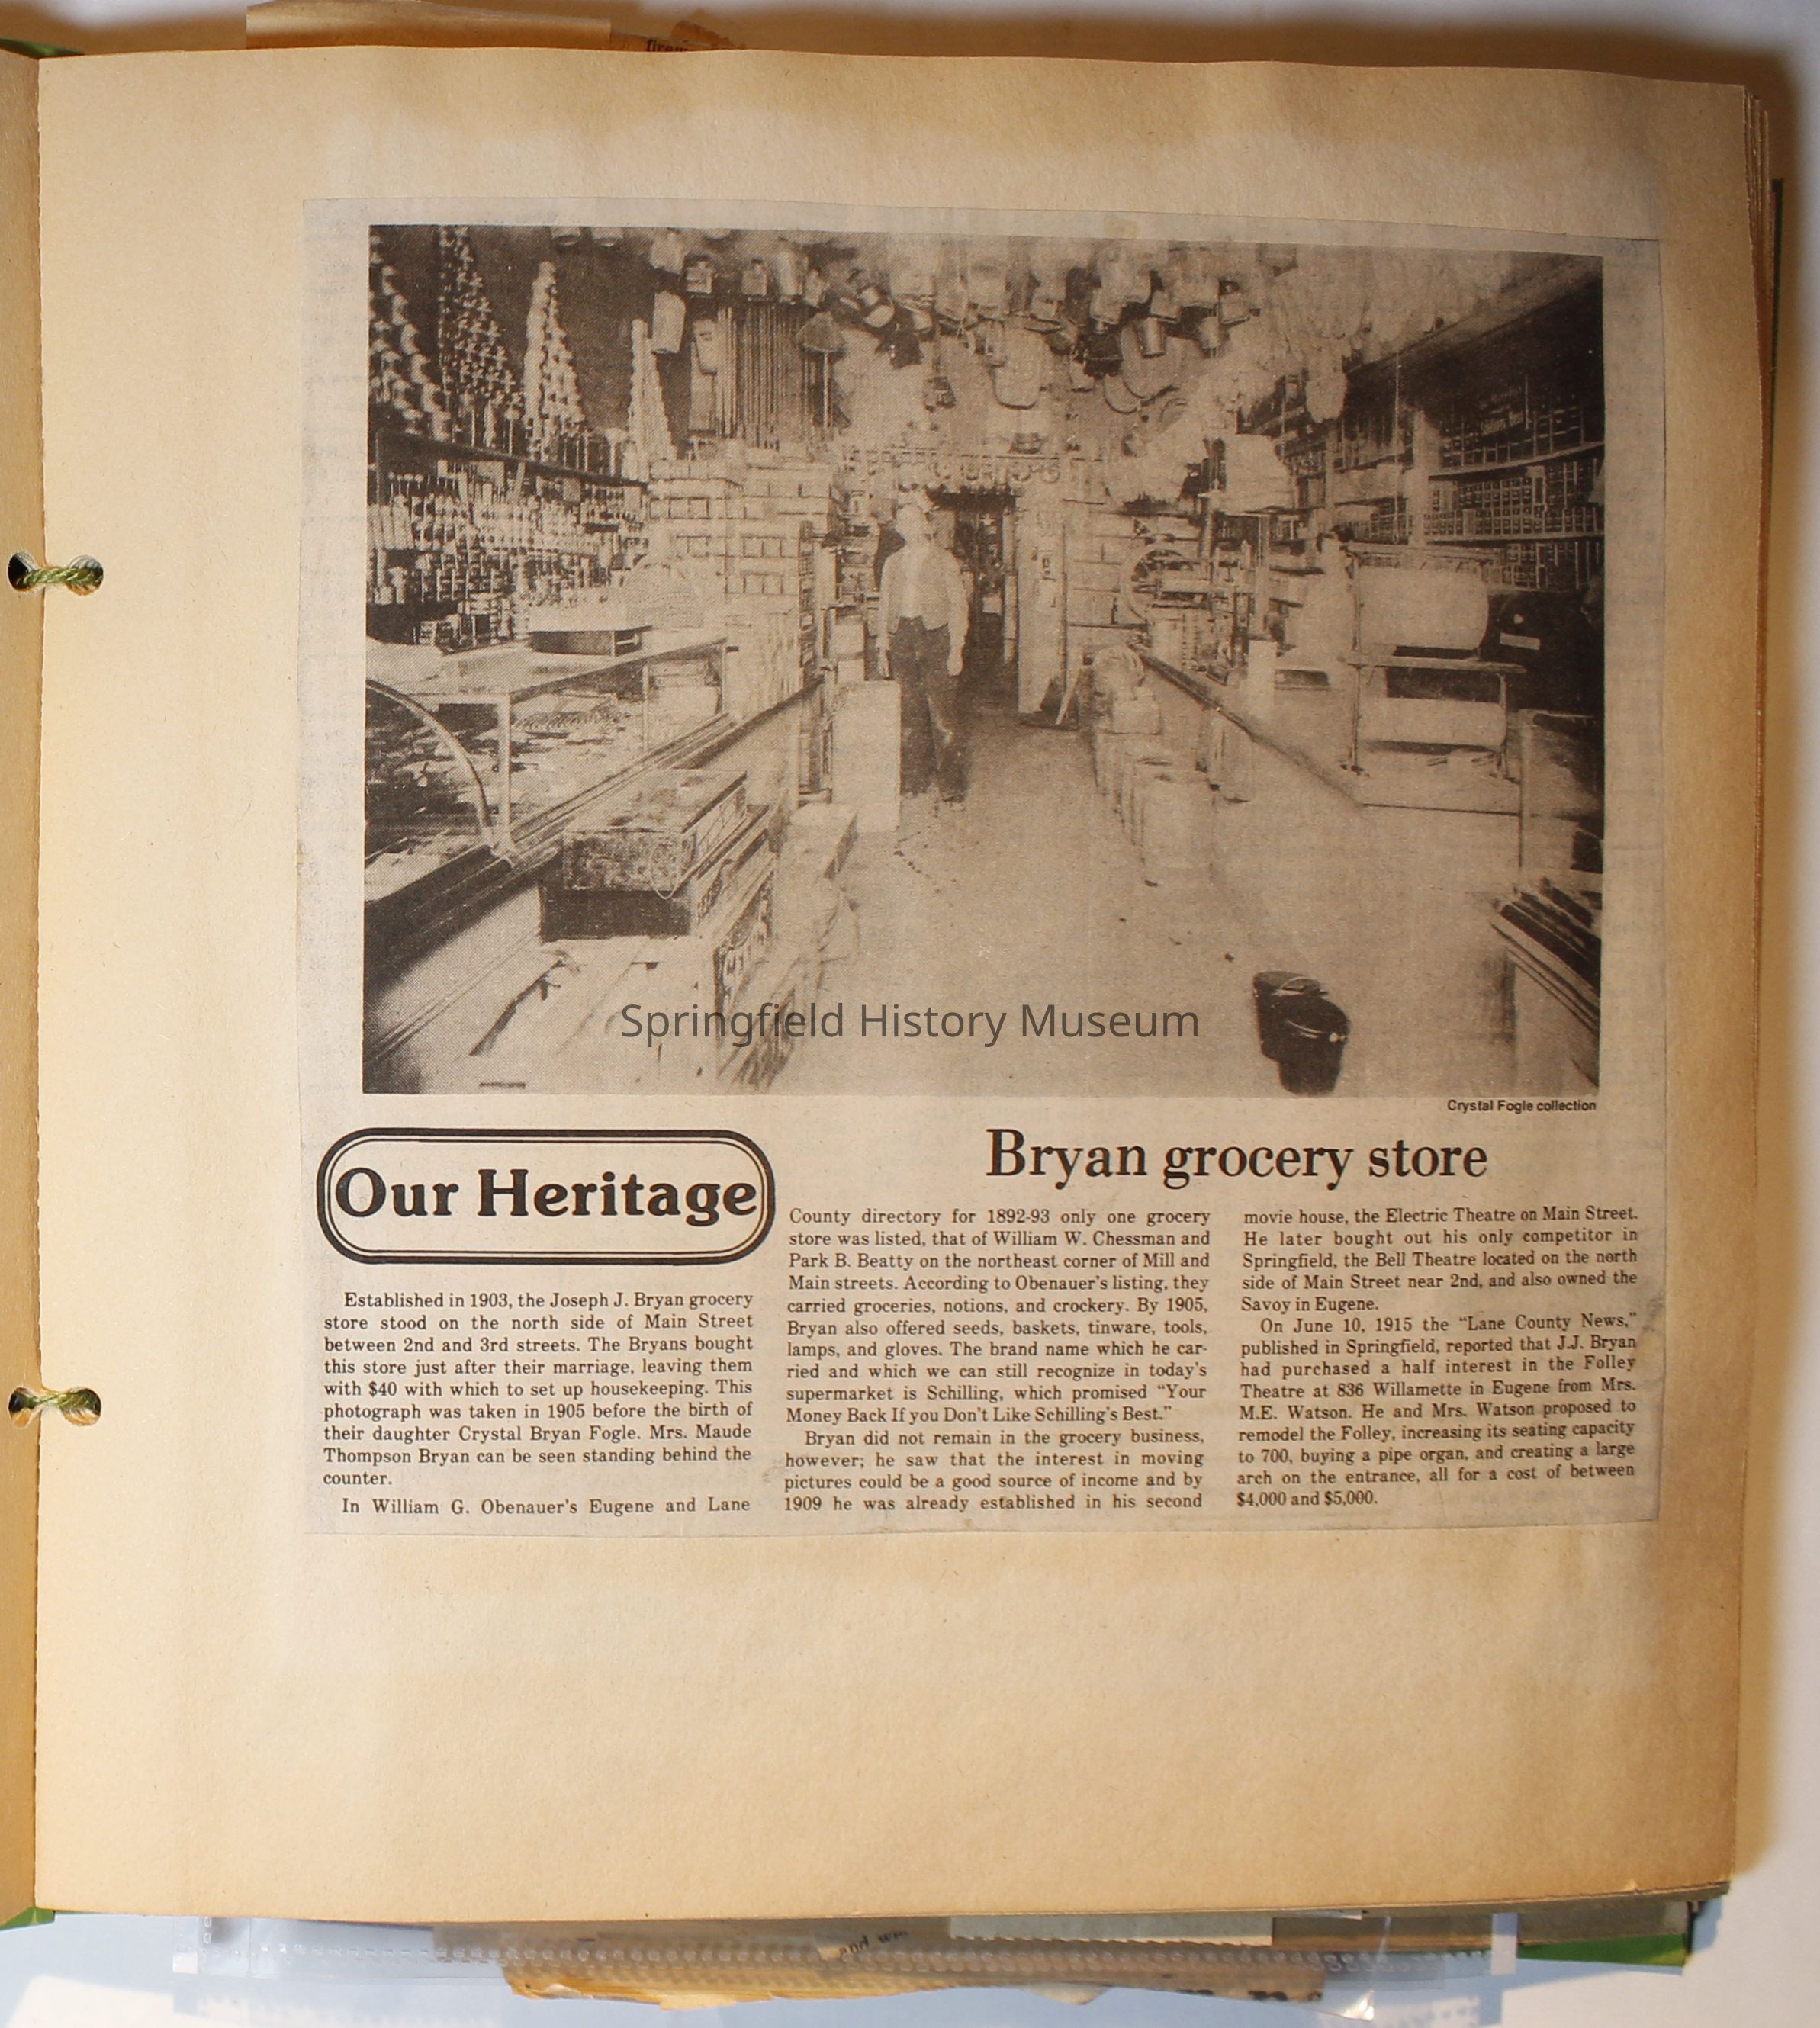 Springfield History Museum
Crystal Fogle collection
Our Heritage
Bryan grocery store
Established in 1903, the Joseph J. Bryan grocery
store stood on the north side of Main Street
between 2nd and 3rd streets. The Bryans bought
this store just after their marriage, leaving them
with $40 with which to set up housekeeping. This
photograph was taken in 1905 before the birth of
their daughter Crystal Bryan Fogle. Mrs. Maude
Thompson Bryan can be seen standing behind the
counter.
In William G. Obenauer's Eugene and Lane
County directory for 1892-93 only one grocery
store was listed, that of William W. Chessman and
Park B. Beatty on the northeast corner of Mill and
Main streets. According to Obenauer's listing, they
carried groceries, notions, and crockery. By 1905,
Bryan also offered seeds, baskets, tinware, tools,
lamps, and gloves. The brand name which he car-
ried and which we can still recognize in today's
supermarket is Schilling, which promised "Your
Money Back If you Don't Like Schilling's Best."
Bryan did not remain in the grocery business,
however; he saw that the interest in moving
pictures could be a good source of income and by
1909 he was already established in his second
movie house, the Electric Theatre on Main Street.
He later bought out his only competitor in
Springfield, the Bell Theatre located on the north
side of Main Street near 2nd, and also owned the
Savoy in Eugene.
On June 10, 1915 the "Lane County News,"
published in Springfield, reported that J.J. Bryan
had purchased a half interest in the Folley
Theatre at 836 Willamette in Eugene from Mrs.
M.E. Watson. He and Mrs. Watson proposed to
remodel the Folley, increasing its seating capacity
to 700, buying a pipe organ, and creating a large
arch on the entrance, all for a cost of between
$4,000 and $5,000.
and